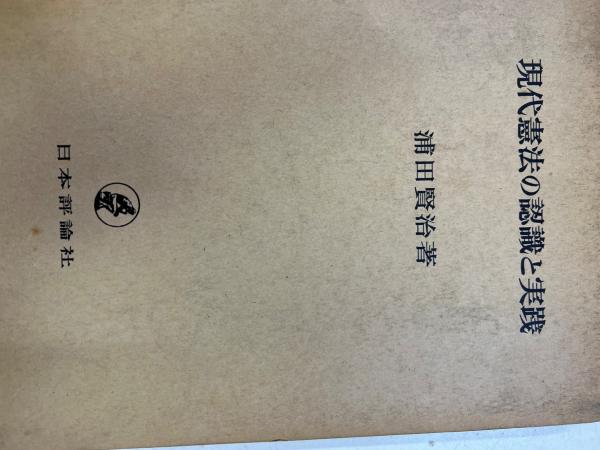 現代憲法の認識と実践
浦田賢治著
日本評論社